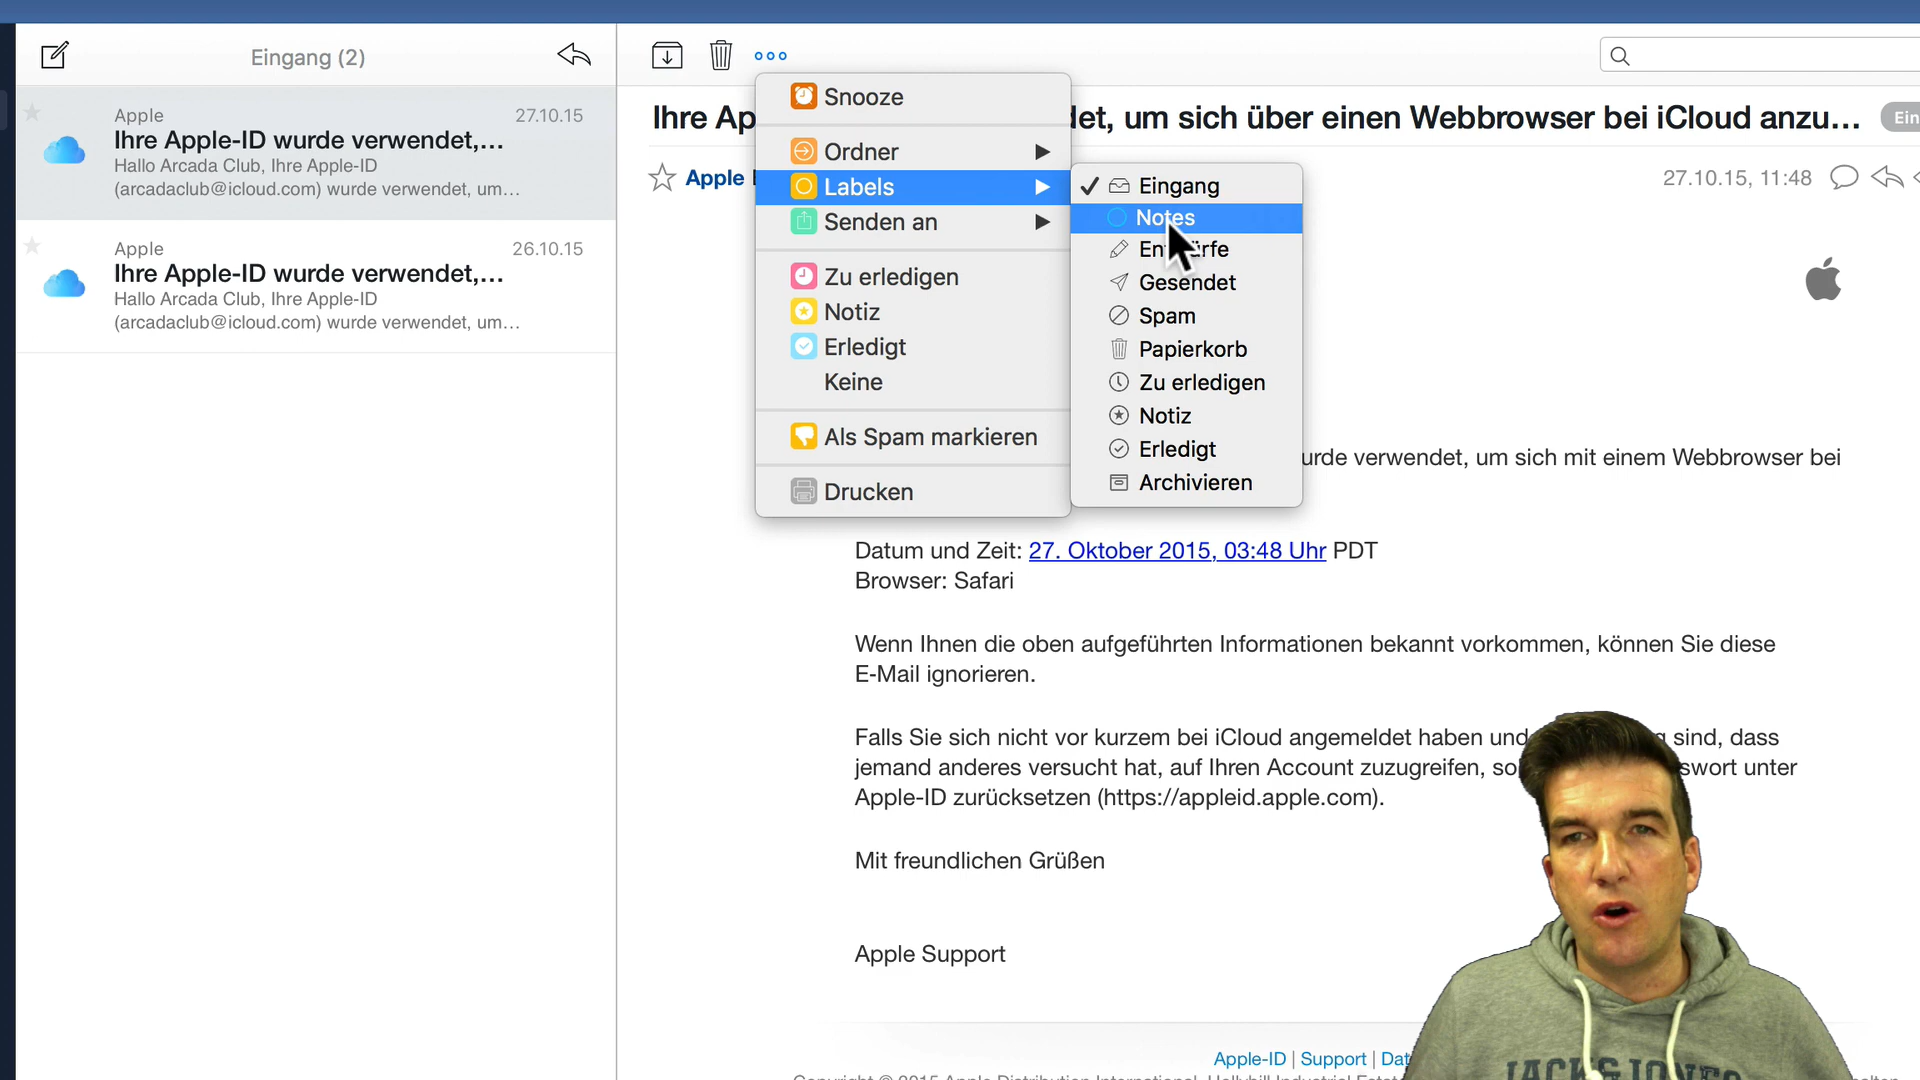 Eingang (2)
Apple
27.10.15
Ihre Apple-ID wurde verwendet,...
Hallo Arcada Club, Ihre Apple-ID
(arcadaclub@icloud.com) wurde verwendet, um...
Apple
26.10.15
Ihre Apple-ID wurde verwendet,...
Hallo Arcada Club, Ihre Apple-ID
(arcadaclub@icloud.com) wurde verwendet, um...
Snooze
Ordner
Labels
Senden an
Zu erledigen
Notiz
Erledigt
Keine
Als Spam markieren
Drucken
Eingang
Notes
Gesendet
Spam
Papierkorb
Zu erledigen
Notiz
Erledigt
Archivieren
Ihre Ap det, um sich über einen Webbrowser bei iCloud anzu...
Ein
Apple
27.10.15, 11:48
urde verwendet, um sich mit einem Webbrowser bei
Datum und Zeit: 27. Oktober 2015, 03:48 Uhr PDT
Browser: Safari
Wenn Ihnen die oben aufgeführten Informationen bekannt vorkommen, können Sie diese
E-Mail ignorieren.
Falls Sie sich nicht vor kurzem bei iCloud angemeldet haben und g sind, dass
jemand anderes versucht hat, auf Ihren Account zuzugreifen, so swort unter
Apple-ID zurücksetzen (https://appleid.apple.com).
Mit freundlichen Grüßen
Apple Support
Apple-ID | Support | Dat
JACK & JONES